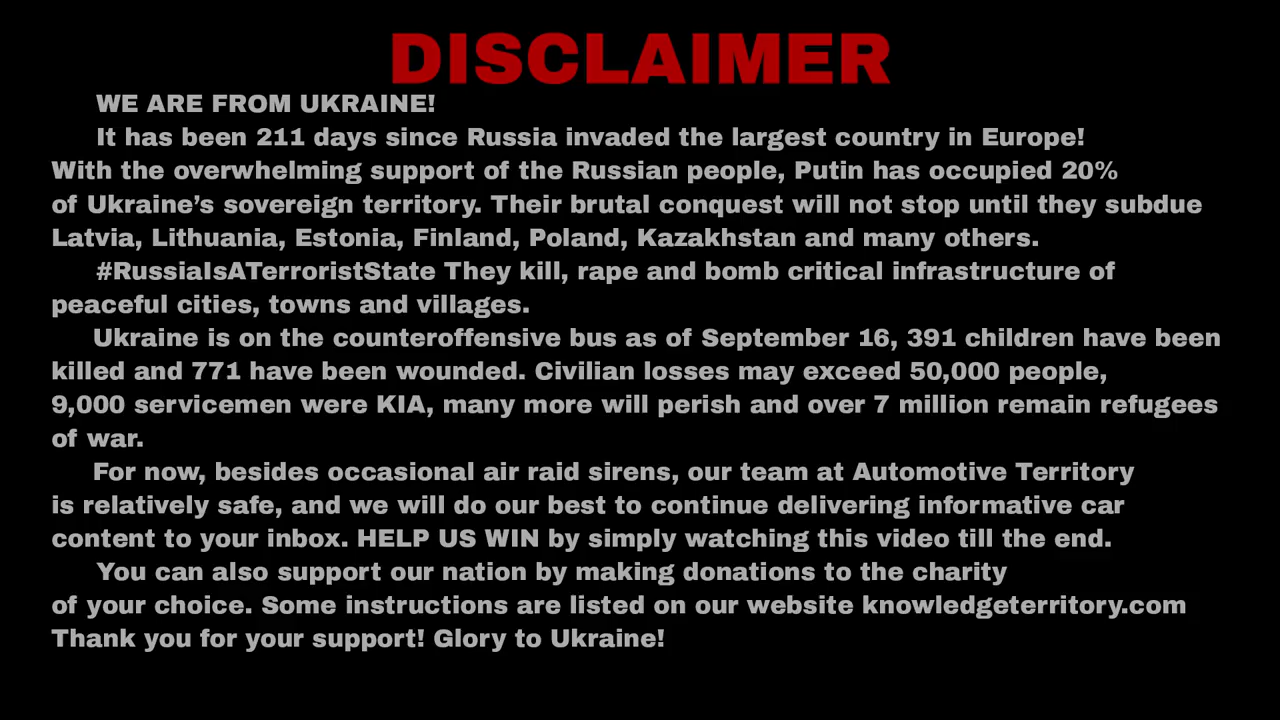 DISCLAIMER
WE ARE FROM UKRAINE!
It has been 211 days since Russia invaded the largest country in Europe!
With the overwhelming support of the Russian people, Putin has occupied 20%
of Ukraine’s sovereign territory. Their brutal conquest will not stop until they subdue
Latvia, Lithuania, Estonia, Finland, Poland, Kazakhstan and many others.
#RussiaIsATerroristState They kill, rape and bomb critical infrastructure of
peaceful cities, towns and villages.
Ukraine is on the counteroffensive bus as of September 16, 391 children have been
killed and 771 have been wounded. Civilian losses may exceed 50,000 people,
9,000 servicemen were KIA, many more will perish and over 7 million remain refugees
of war.
For now, besides occasional air raid sirens, our team at Automotive Territory
is relatively safe, and we will do our best to continue delivering informative car
content to your inbox. HELP US WIN by simply watching this video till the end.
You can also support our nation by making donations to the charity
of your choice. Some instructions are listed on our website knowledgeterritory.com
Thank you for your support! Glory to Ukraine!